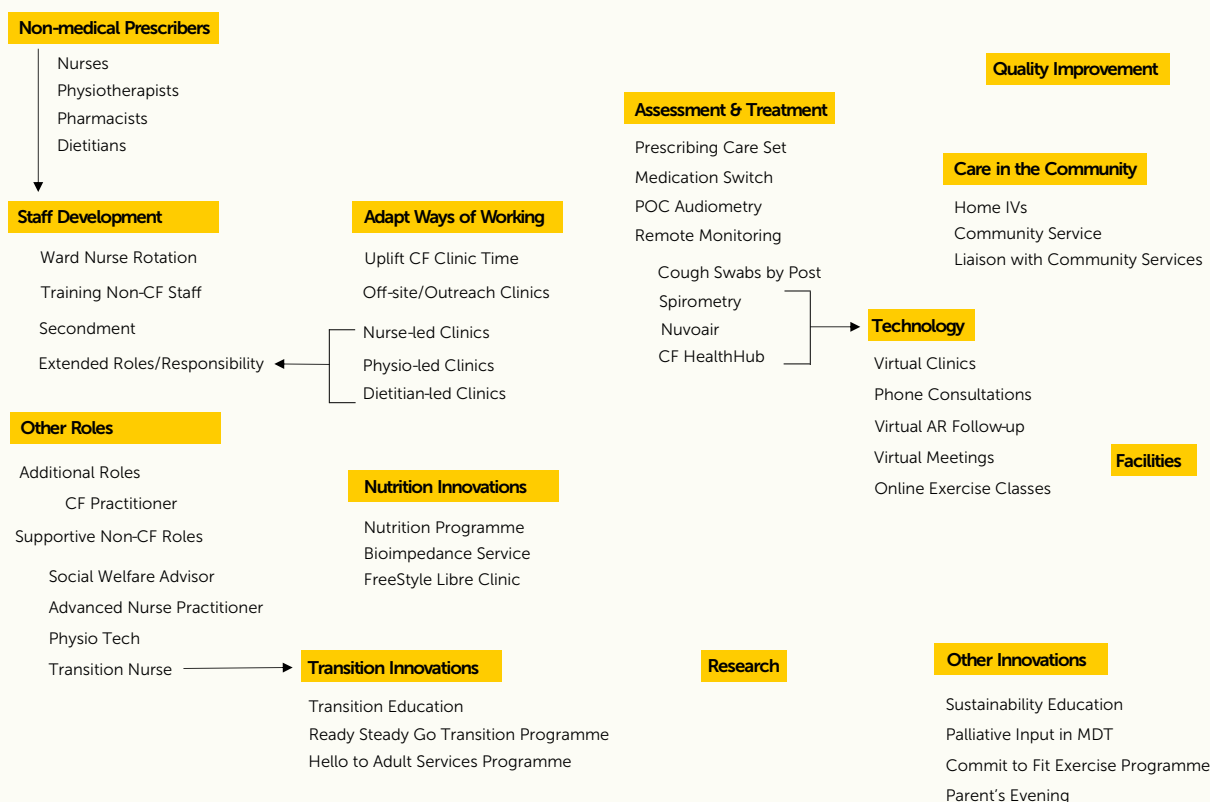 Non-medical Prescribers
Nurses
Physiotherapists
Pharmacists
Dietitians
Staff Development
Ward Nurse Rotation
Training Non-CF Staff
Secondment
Extended Roles/Responsibility
Other Roles
Additional Roles
CF Practitioner
Supportive Non-CF Roles
Social Welfare Advisor
Advanced Nurse Practitioner
Physio Tech
Transition Nurse
Adapt Ways of Working
Uplift CF Clinic Time
Off-site/Outreach Clinics
Nurse-led Clinics
Physio-led Clinics
Dietitian-led Clinics
Nutrition Innovations
Nutrition Programme
Bioimpedance Service
FreeStyle Libre Clinic
Transition Innovations
Transition Education
Ready Steady Go Transition Programme
Hello to Adult Services Programme
Assessment & Treatment
Prescribing Care Set
Medication Switch
POC Audiometry
Remote Monitoring
Cough Swabs by Post
Spirometry
Nuvoair
CF HealthHub
Research
Quality Improvement
Care in the Community
Home IVs
Community Service
Liaison with Community Services
Technology
Virtual Clinics
Phone Consultations
Virtual AR Follow-up
Virtual Meetings
Online Exercise Classes
Facilities
Other Innovations
Sustainability Education
Palliative Input in MDT
Commit to Fit Exercise Programme
Parent's Evening